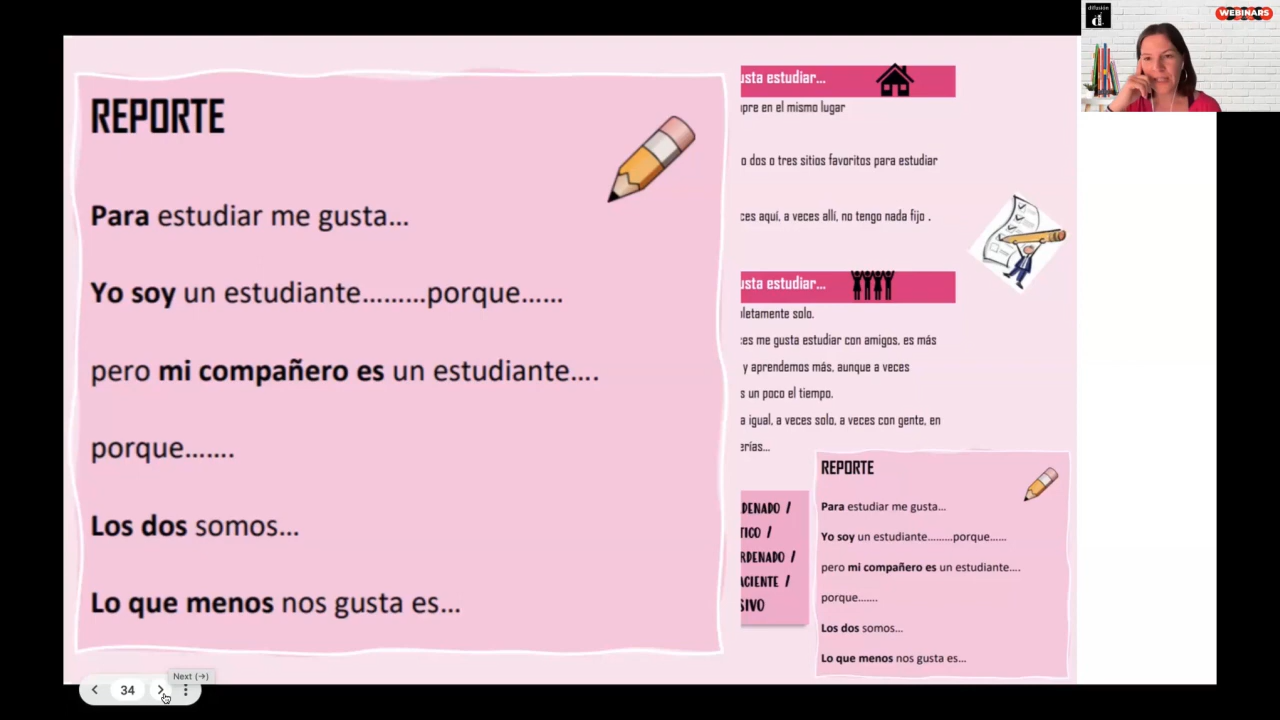 difusión
WEBINARS
REPORTE
Para estudiar me gusta...
Yo soy un estudiante.........porque......
pero mi compañero es un estudiante....
porque.......
Los dos somos...
Lo que menos nos gusta es...
usta estudiar...
pre en el mismo lugar
o dos o tres sitios favoritos para estudiar
ces aquí, a veces allí, no tengo nada fijo .
usta estudiar...
pletamente solo.
ces me gusta estudiar con amigos, es más
y aprendemos más, aunque a veces
s un poco el tiempo.
a igual, a veces solo, a veces con gente, en
erías...
DENADO /
TICO /
RDENADO /
ACIENTE /
SIVO
REPORTE
Para estudiar me gusta...
Yo soy un estudiante.........porque......
pero mi compañero es un estudiante....
porque.......
Los dos somos...
Lo que menos nos gusta es...
Next (→)
34